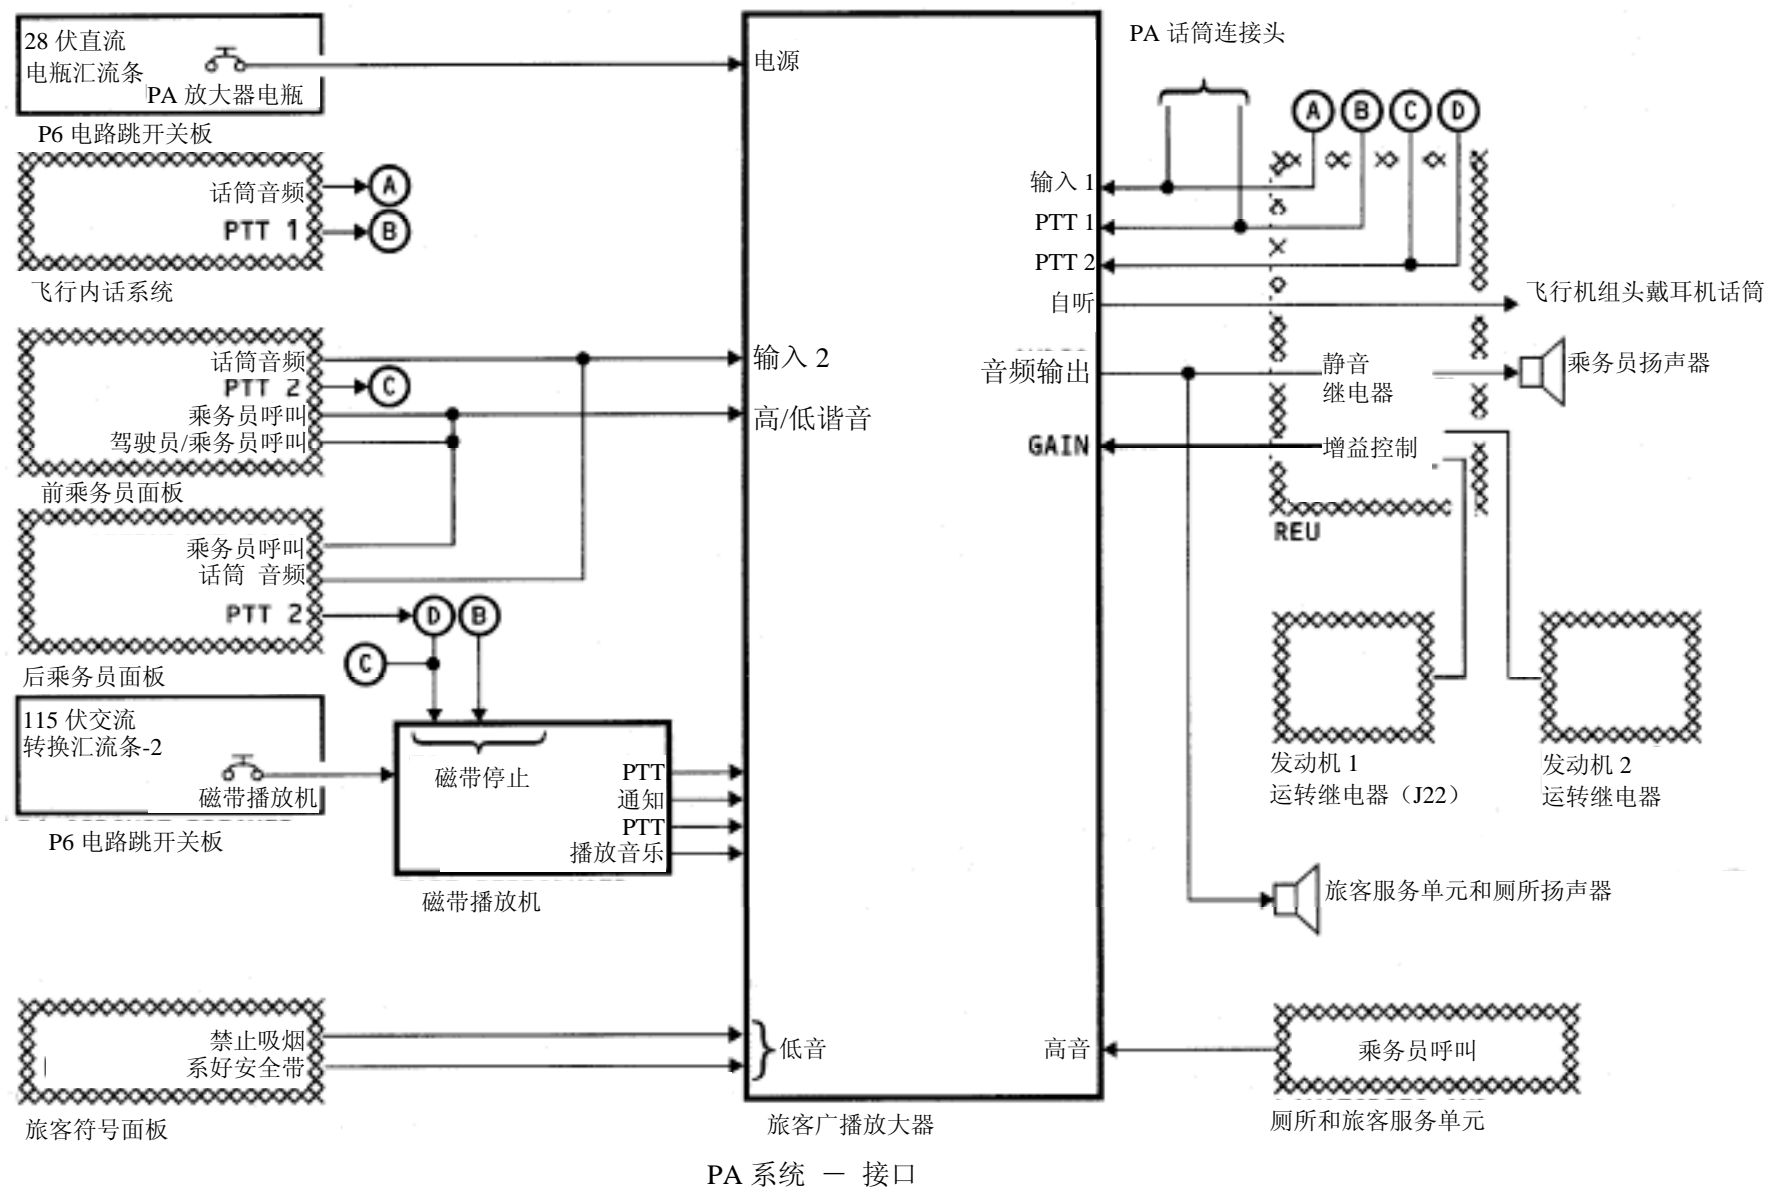 28 伏直流
电瓶汇流条
PA 放大器电瓶
P6 电路跳开关板
话筒音频
A
PTT 1
B
飞行内话系统
话筒音频
PTT 2
C
乘务员呼叫
驾驶员/乘务员呼叫
前乘务员面板
乘务员呼叫
话筒 音频
PTT 2
D
B
C
后乘务员面板
115 伏交流
转换汇流条-2
磁带播放机
P6 电路跳开关板
磁带停止
PTT
通知
PTT
播放音乐
磁带播放机
禁止吸烟
系好安全带
旅客符号面板
电源
输入 2
高/低谐音
低音
输入 1
PTT 1
PTT 2
自听
音频输出
GAIN
高音
旅客广播放大器
PA 话筒连接头
A
B
C
D
飞行机组头戴耳机话筒
静音
继电器
乘务员扬声器
增益控制
REU
发动机 1
运转继电器（J22）
发动机 2
运转继电器
旅客服务单元和厕所扬声器
乘务员呼叫
厕所和旅客服务单元
PA 系统 － 接口